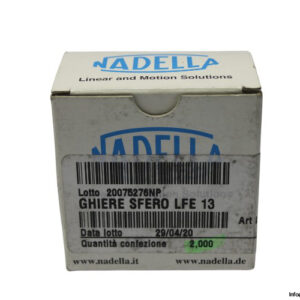 NADELLA
Linear and Motion Solutions
NADELLA
Lotto 20075276NP
GHIERE SFERO LFE 13
Art
Data lotto 29/04/20
Quantità confezione 2,000
www.nadella.it www.nadella.de